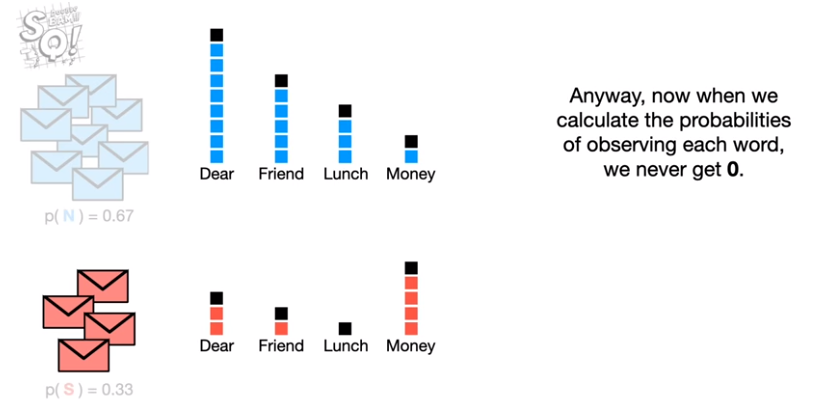 STATQUEST!
Dear Friend Lunch Money
p( N ) = 0.67
Anyway, now when we
calculate the probabilities
of observing each word,
we never get 0.
Dear Friend Lunch Money
p( S ) = 0.33